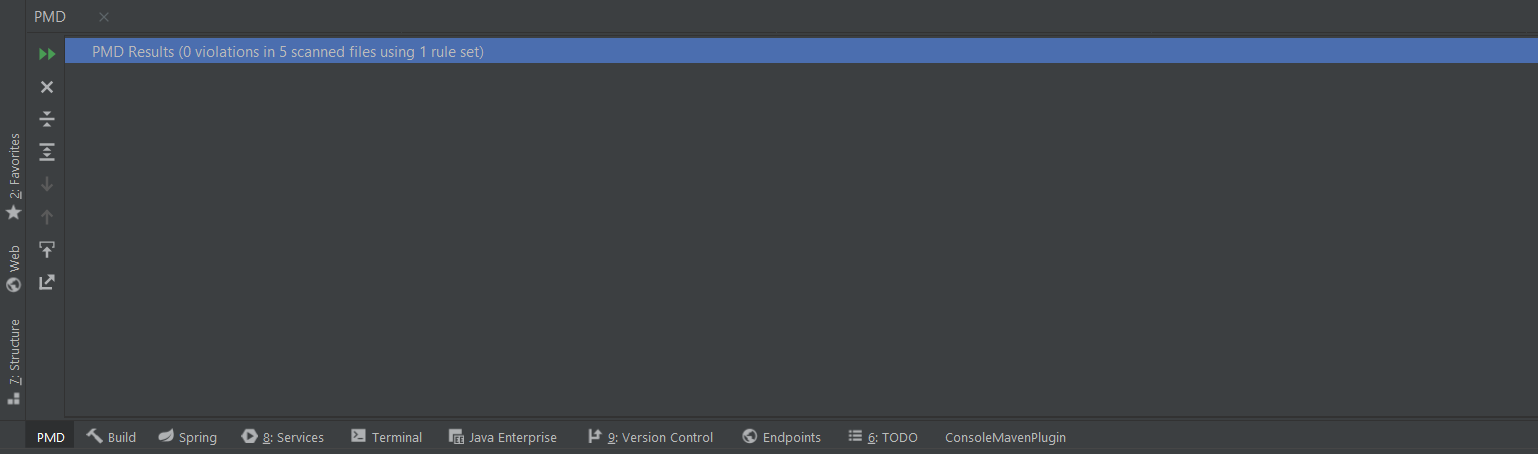 PMD
PMD Results (0 violations in 5 scanned files using 1 rule set)
2: Favorites
Web
7: Structure
PMD Build Spring 8: Services Terminal Java Enterprise 9: Version Control Endpoints 6: TODO ConsoleMavenPlugin